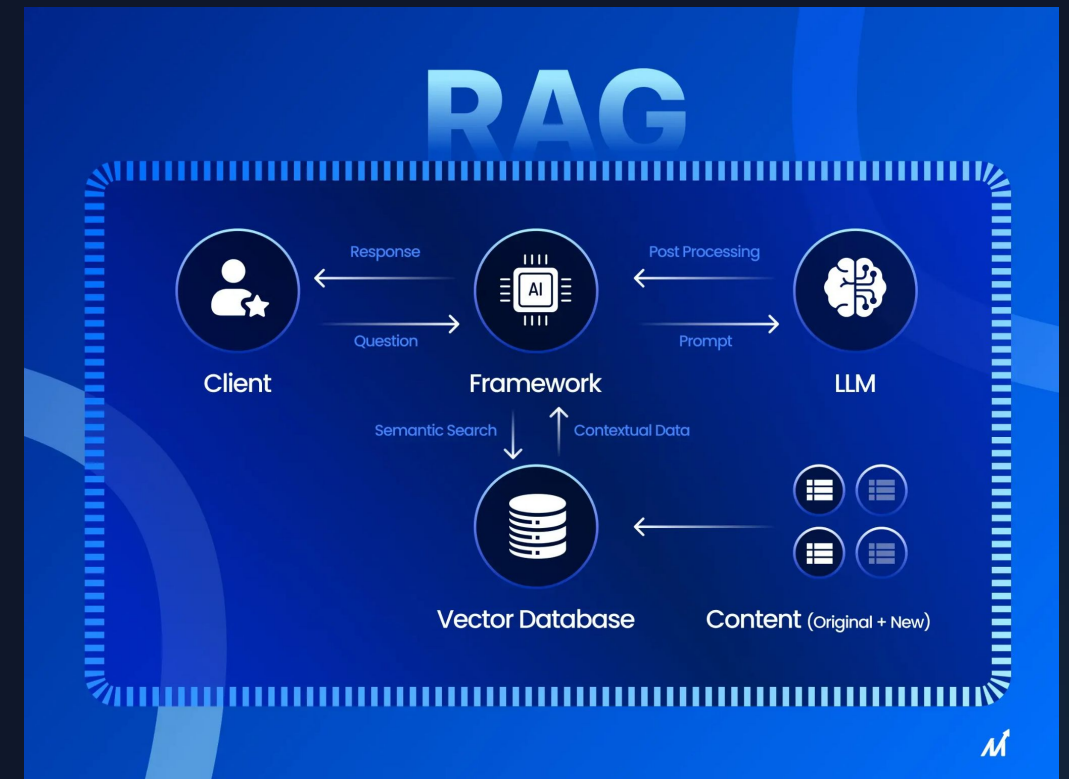 RAG
Response
Post Processing
AI
Question
Prompt
Client
Framework
LLM
Semantic Search
Contextual Data
Vector Database
Content (Original + New)